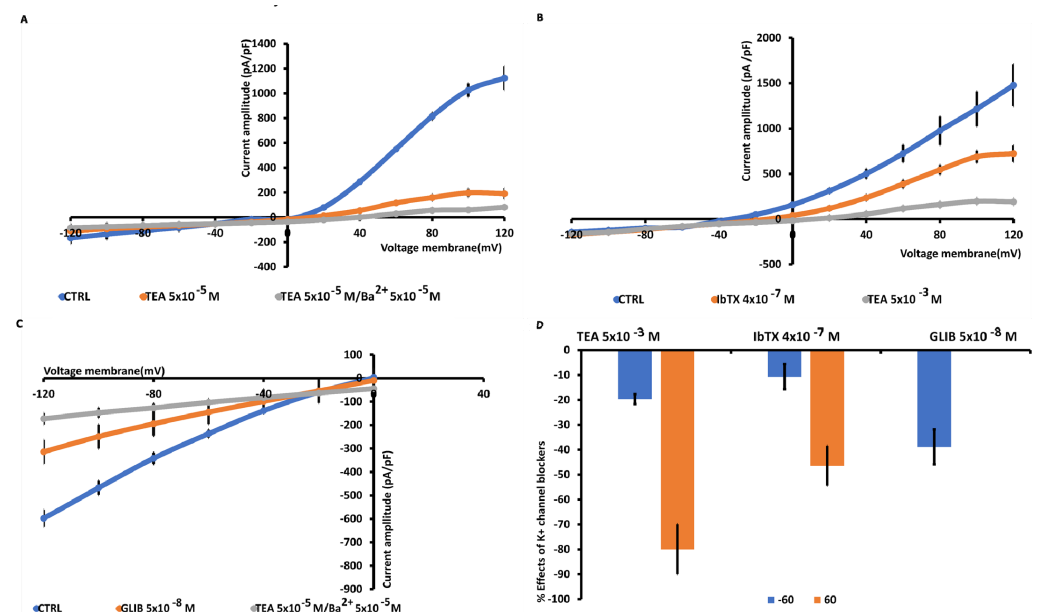 A
Current ampllitude (pA/pF)
1400
1200
1000
800
600
400
200
0
-200
-400
-120
-80
-40
0
40
80
120
Voltage membrane(mV)
CTRL
TEA 5x10 -5 M
TEA 5x10 -5 M/Ba2+ 5x10 -5 M
B
Current ampllitude (pA /pF)
2000
1500
1000
500
0
-500
-120
-80
-40
0
40
80
120
Voltage membrane(mV)
CTRL
IbTX 4x10 -7 M
TEA 5x10 -3 M
C
Voltage membrane(mV)
-120
-80
-40
0
40
100
0
-100
-200
-300
-400
-500
-600
-700
-800
-900
Current ampllitude (pA/pF)
CTRL
GLIB 5x10 -8 M
TEA 5x10 -5 M/Ba2+ 5x10 -5 M
D
TEA 5x10 -3 M
IbTX 4x10 -7 M
GLIB 5x10 -8 M
% Effects of K+ channel blockers
0
-10
-20
-30
-40
-50
-60
-70
-80
-90
-100
-60
60